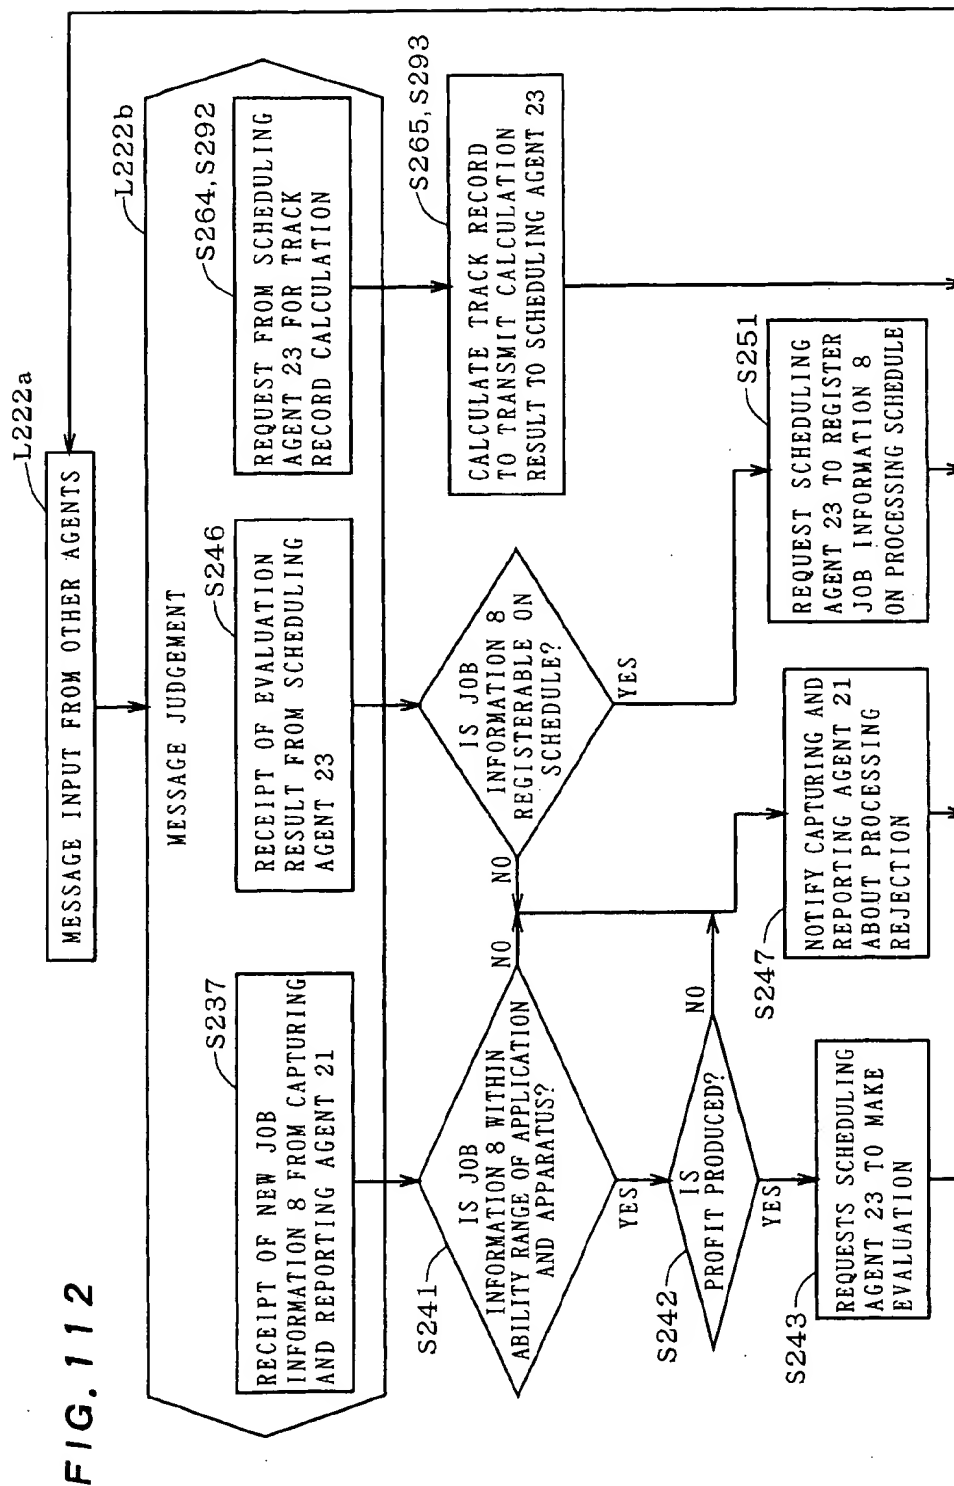 FIG. 112
L222a
MESSAGE INPUT FROM OTHER AGENTS
L222b
MESSAGE JUDGEMENT
S237
RECEIPT OF NEW JOB
INFORMATION 8 FROM CAPTURING
AND REPORTING AGENT 21
S246
RECEIPT OF EVALUATION
RESULT FROM SCHEDULING
AGENT 23
S264, S292
REQUEST FROM SCHEDULING
AGENT 23 FOR TRACK
RECORD CALCULATION
S241
IS JOB
INFORMATION 8 WITHIN
ABILITY RANGE OF APPLICATION
AND APPARATUS?
NO
YES
IS JOB
INFORMATION 8
REGISTERABLE ON
SCHEDULE?
NO
YES
S265, S293
CALCULATE TRACK RECORD
TO TRANSMIT CALCULATION
RESULT TO SCHEDULING AGENT 23
S242
IS
PROFIT PRODUCED?
NO
YES
S243
REQUESTS SCHEDULING
AGENT 23 TO MAKE
EVALUATION
S247
NOTIFY CAPTURING AND
REPORTING AGENT 21
ABOUT PROCESSING
REJECTION
S251
REQUEST SCHEDULING
AGENT 23 TO REGISTER
JOB INFORMATION 8
ON PROCESSING SCHEDULE